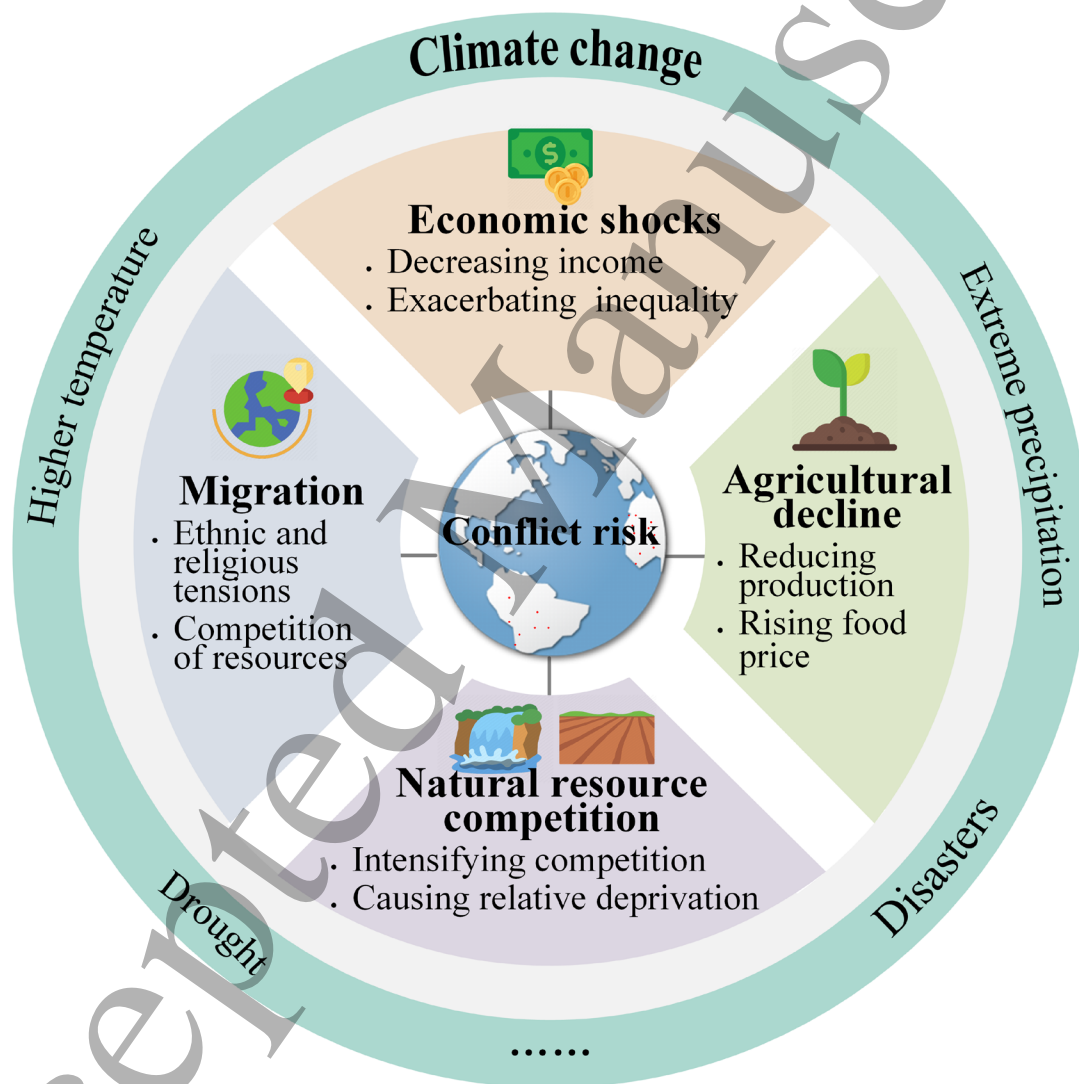 Climate change
Higher temperature
Extreme precipitation
Economic shocks
. Decreasing income
. Exacerbating inequality
Migration
. Ethnic and
religious
tensions
. Competition
of resources
Conflict risk
Agricultural
decline
. Reducing
production
. Rising food
price
Natural resource
competition
. Intensifying competition
. Causing relative deprivation
Drought
Disasters
......
epted Manusc